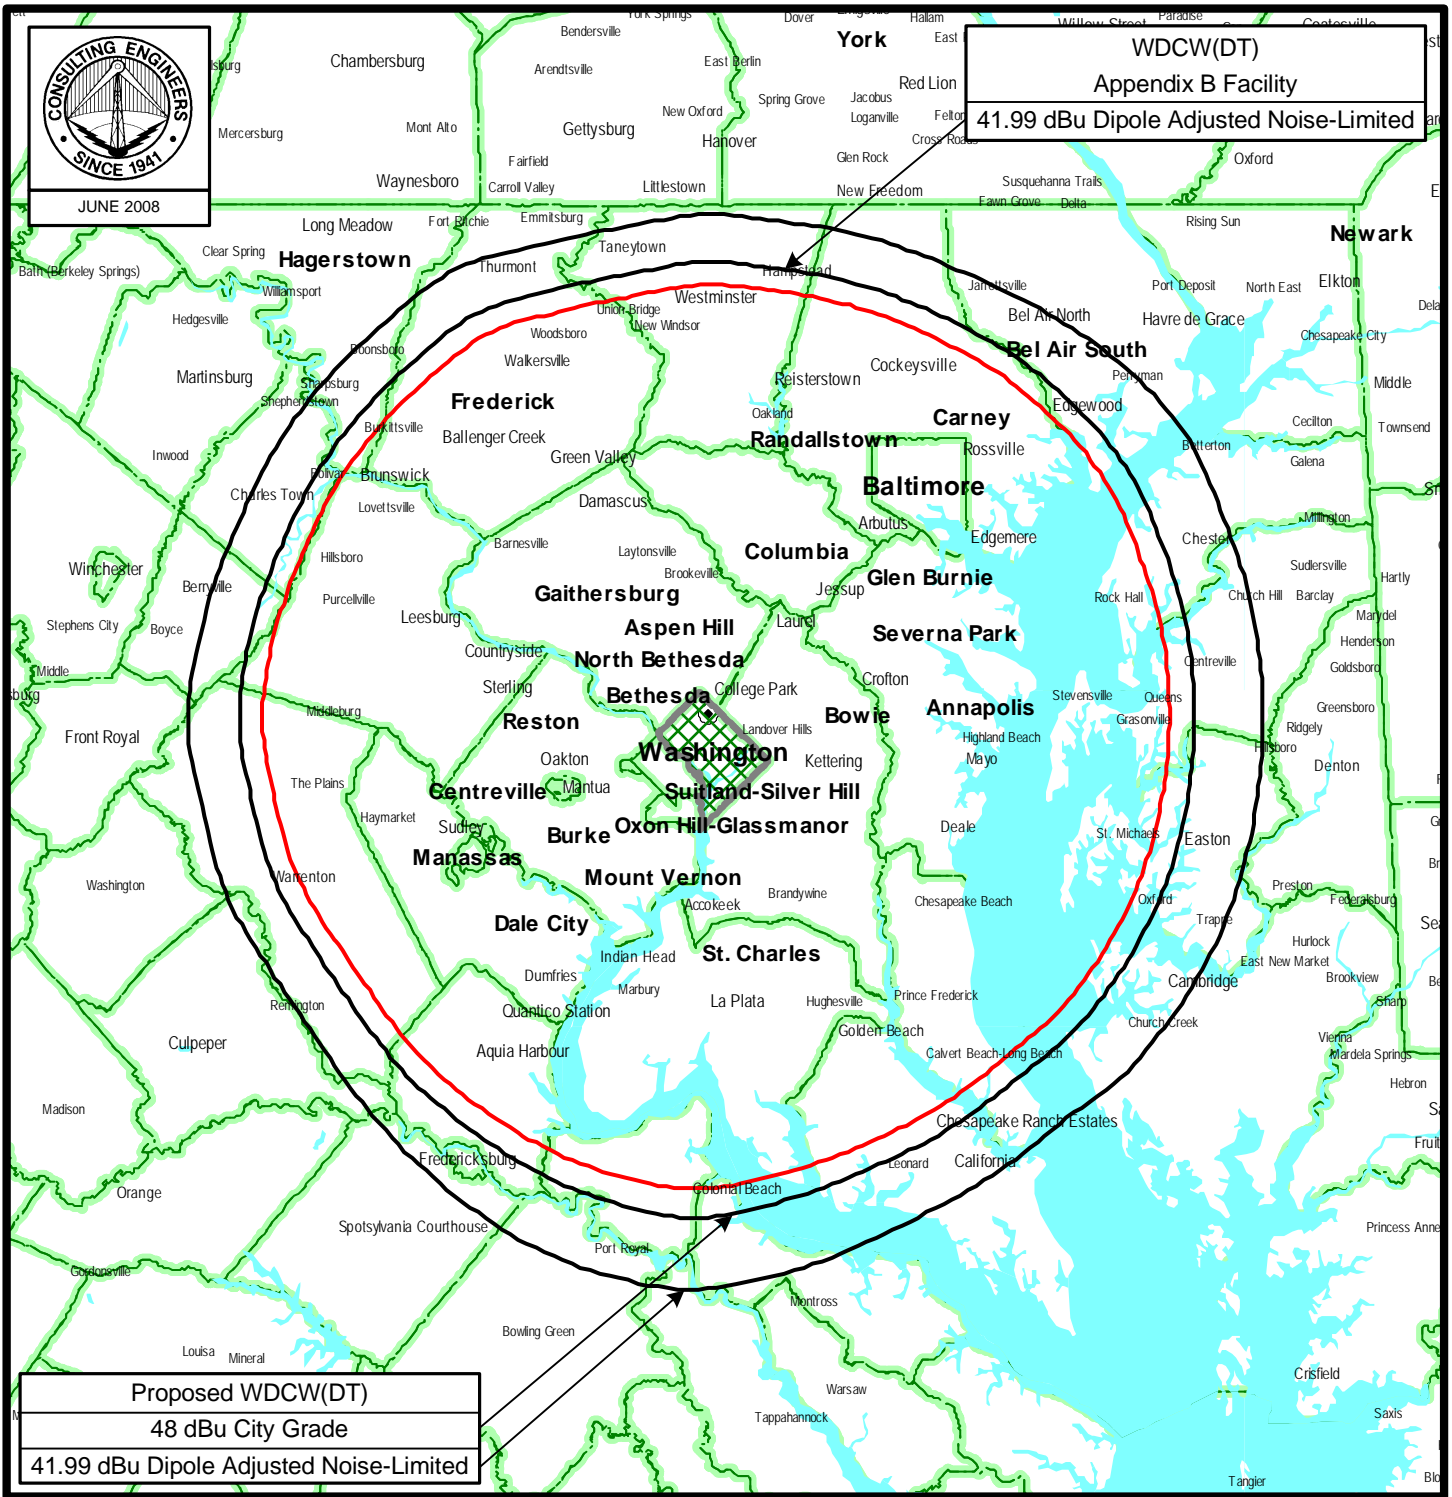 York Springs
Dover
Hallam
Willow Street
Paradise
Coatesville
Bendersville
York
WDCW(DT)
Appendix B Facility
41.99 dBu Dipole Adjusted Noise-Limited
CONSULTING ENGINEERS
• SINCE 1941 •
JUNE 2008
Chambersburg
Arendtsville
East Berlin
Red Lion
Spring Grove
Jacobus
New Oxford
Loganville
Felton
Mercersburg
Mont Alto
Gettysburg
Hanover
Cross Roads
Fairfield
Glen Rock
Oxford
Waynesboro
Carroll Valley
Littlestown
New Freedom
Susquehanna Trails
Fawn Grove
Delta
Long Meadow
Fort Ritchie
Emmitsburg
Rising Sun
Newark
Clear Spring
Hagerstown
Taneytown
Bath (Berkeley Springs)
Thurmont
Hampstead
Williamsport
Jarrettsville
Port Deposit
North East
Elkton
Westminster
Union Bridge
New Windsor
Hedgesville
Woodsboro
Bel Air North
Havre de Grace
Chesapeake City
Boonsboro
Walkersville
Bel Air South
Cockeysville
Martinsburg
Sharpsburg
Reisterstown
Perryman
Middle
Shepherdstown
Frederick
Oakland
Carney
Edgewood
Cecilton
Townsend
Burkittsville
Ballenger Creek
Randallstown
Rossville
Betterton
Inwood
Green Valley
Galena
Bolivar
Brunswick
Baltimore
Charles Town
Lovettsville
Damascus
Arbutus
Millington
Barnesville
Laytonsville
Columbia
Edgemere
Chester
Hillsboro
Winchester
Brookeville
Glen Burnie
Sudlersville
Hartly
Berryville
Purcellville
Gaithersburg
Jessup
Rock Hall
Church Hill
Barclay
Leesburg
Laurel
Marydel
Stephens City
Boyce
Aspen Hill
Severna Park
Henderson
Countryside
North Bethesda
Centreville
Goldsboro
Middle
Sterling
Bethesda
College Park
Crofton
Stevensville
Queens
Middleburg
Reston
Bowie
Annapolis
Grasonville
Greensboro
Front Royal
Landover Hills
Highland Beach
Ridgely
Washington
Oakton
Kettering
Mayo
Hillsboro
Denton
The Plains
Centreville
Mantua
Suitland-Silver Hill
Haymarket
Sudley
Burke
Oxon Hill-Glassmanor
Deale
St. Michaels
Easton
Manassas
Warrenton
Mount Vernon
Washington
Brandywine
Preston
Accokeek
Chesapeake Beach
Oxford
Federalsburg
Dale City
Trappe
Indian Head
St. Charles
Hurlock
East New Market
Dumfries
Cambridge
Brookview
Marbury
La Plata
Hughesville
Prince Frederick
Sharp
Remington
Quantico Station
Golden Beach
Church Creek
Vienna
Culpeper
Aquia Harbour
Calvert Beach-Long Beach
Mardela Springs
Hebron
Madison
Chesapeake Ranch Estates
Fruit
Fredericksburg
Leonard
California
Orange
Colonial Beach
Spotsylvania Courthouse
Princess Anne
Port Royal
Gordonsville
Montross
Bowling Green
Louisa
Mineral
Crisfield
Proposed WDCW(DT)
48 dBu City Grade
41.99 dBu Dipole Adjusted Noise-Limited
Warsaw
Tappahannock
Saxis
Tangier